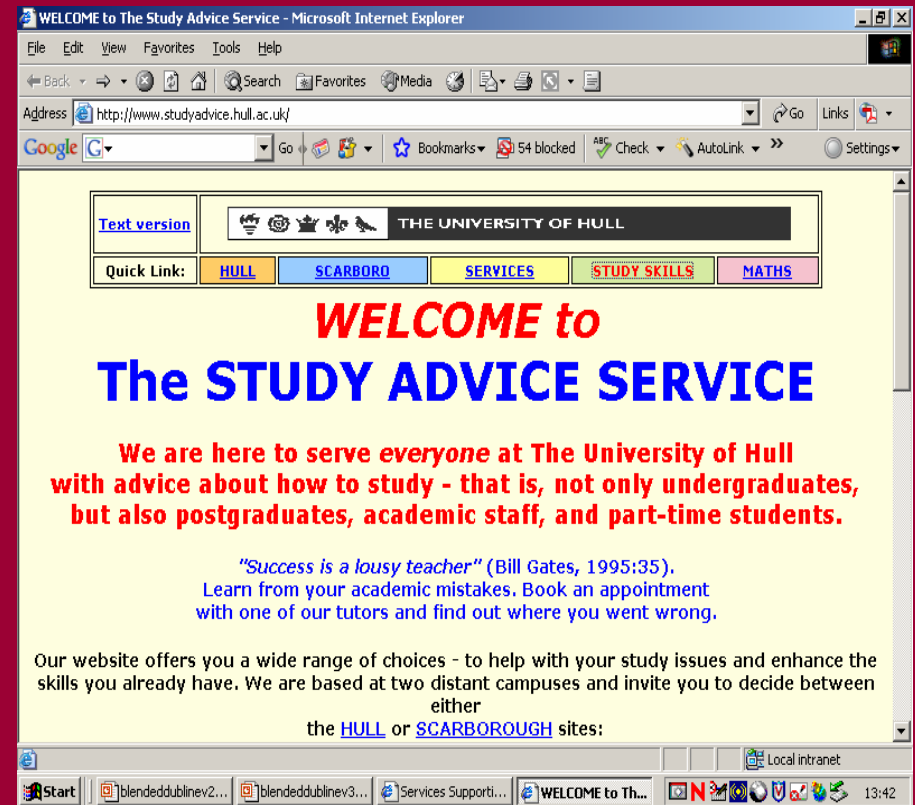 WELCOME to The Study Advice Service - Microsoft Internet Explorer
File Edit View Favorites Tools Help
Back Search Favorites Media
Address http://www.studyadvice.hull.ac.uk/ Go Links
Google G Go Bookmarks 54 blocked ABC Check AutoLink » Settings
Text version THE UNIVERSITY OF HULL
Quick Link: HULL SCARBORO SERVICES STUDY SKILLS MATHS
WELCOME to
The STUDY ADVICE SERVICE
We are here to serve everyone at The University of Hull
with advice about how to study - that is, not only undergraduates,
but also postgraduates, academic staff, and part-time students.
"Success is a lousy teacher" (Bill Gates, 1995:35).
Learn from your academic mistakes. Book an appointment
with one of our tutors and find out where you went wrong.
Our website offers you a wide range of choices - to help with your study issues and enhance the
skills you already have. We are based at two distant campuses and invite you to decide between
either
the HULL or SCARBOROUGH sites:
Local intranet
Start blendeddublinev2... blendeddublinev3... Services Supporti... WELCOME to Th... N 13:42